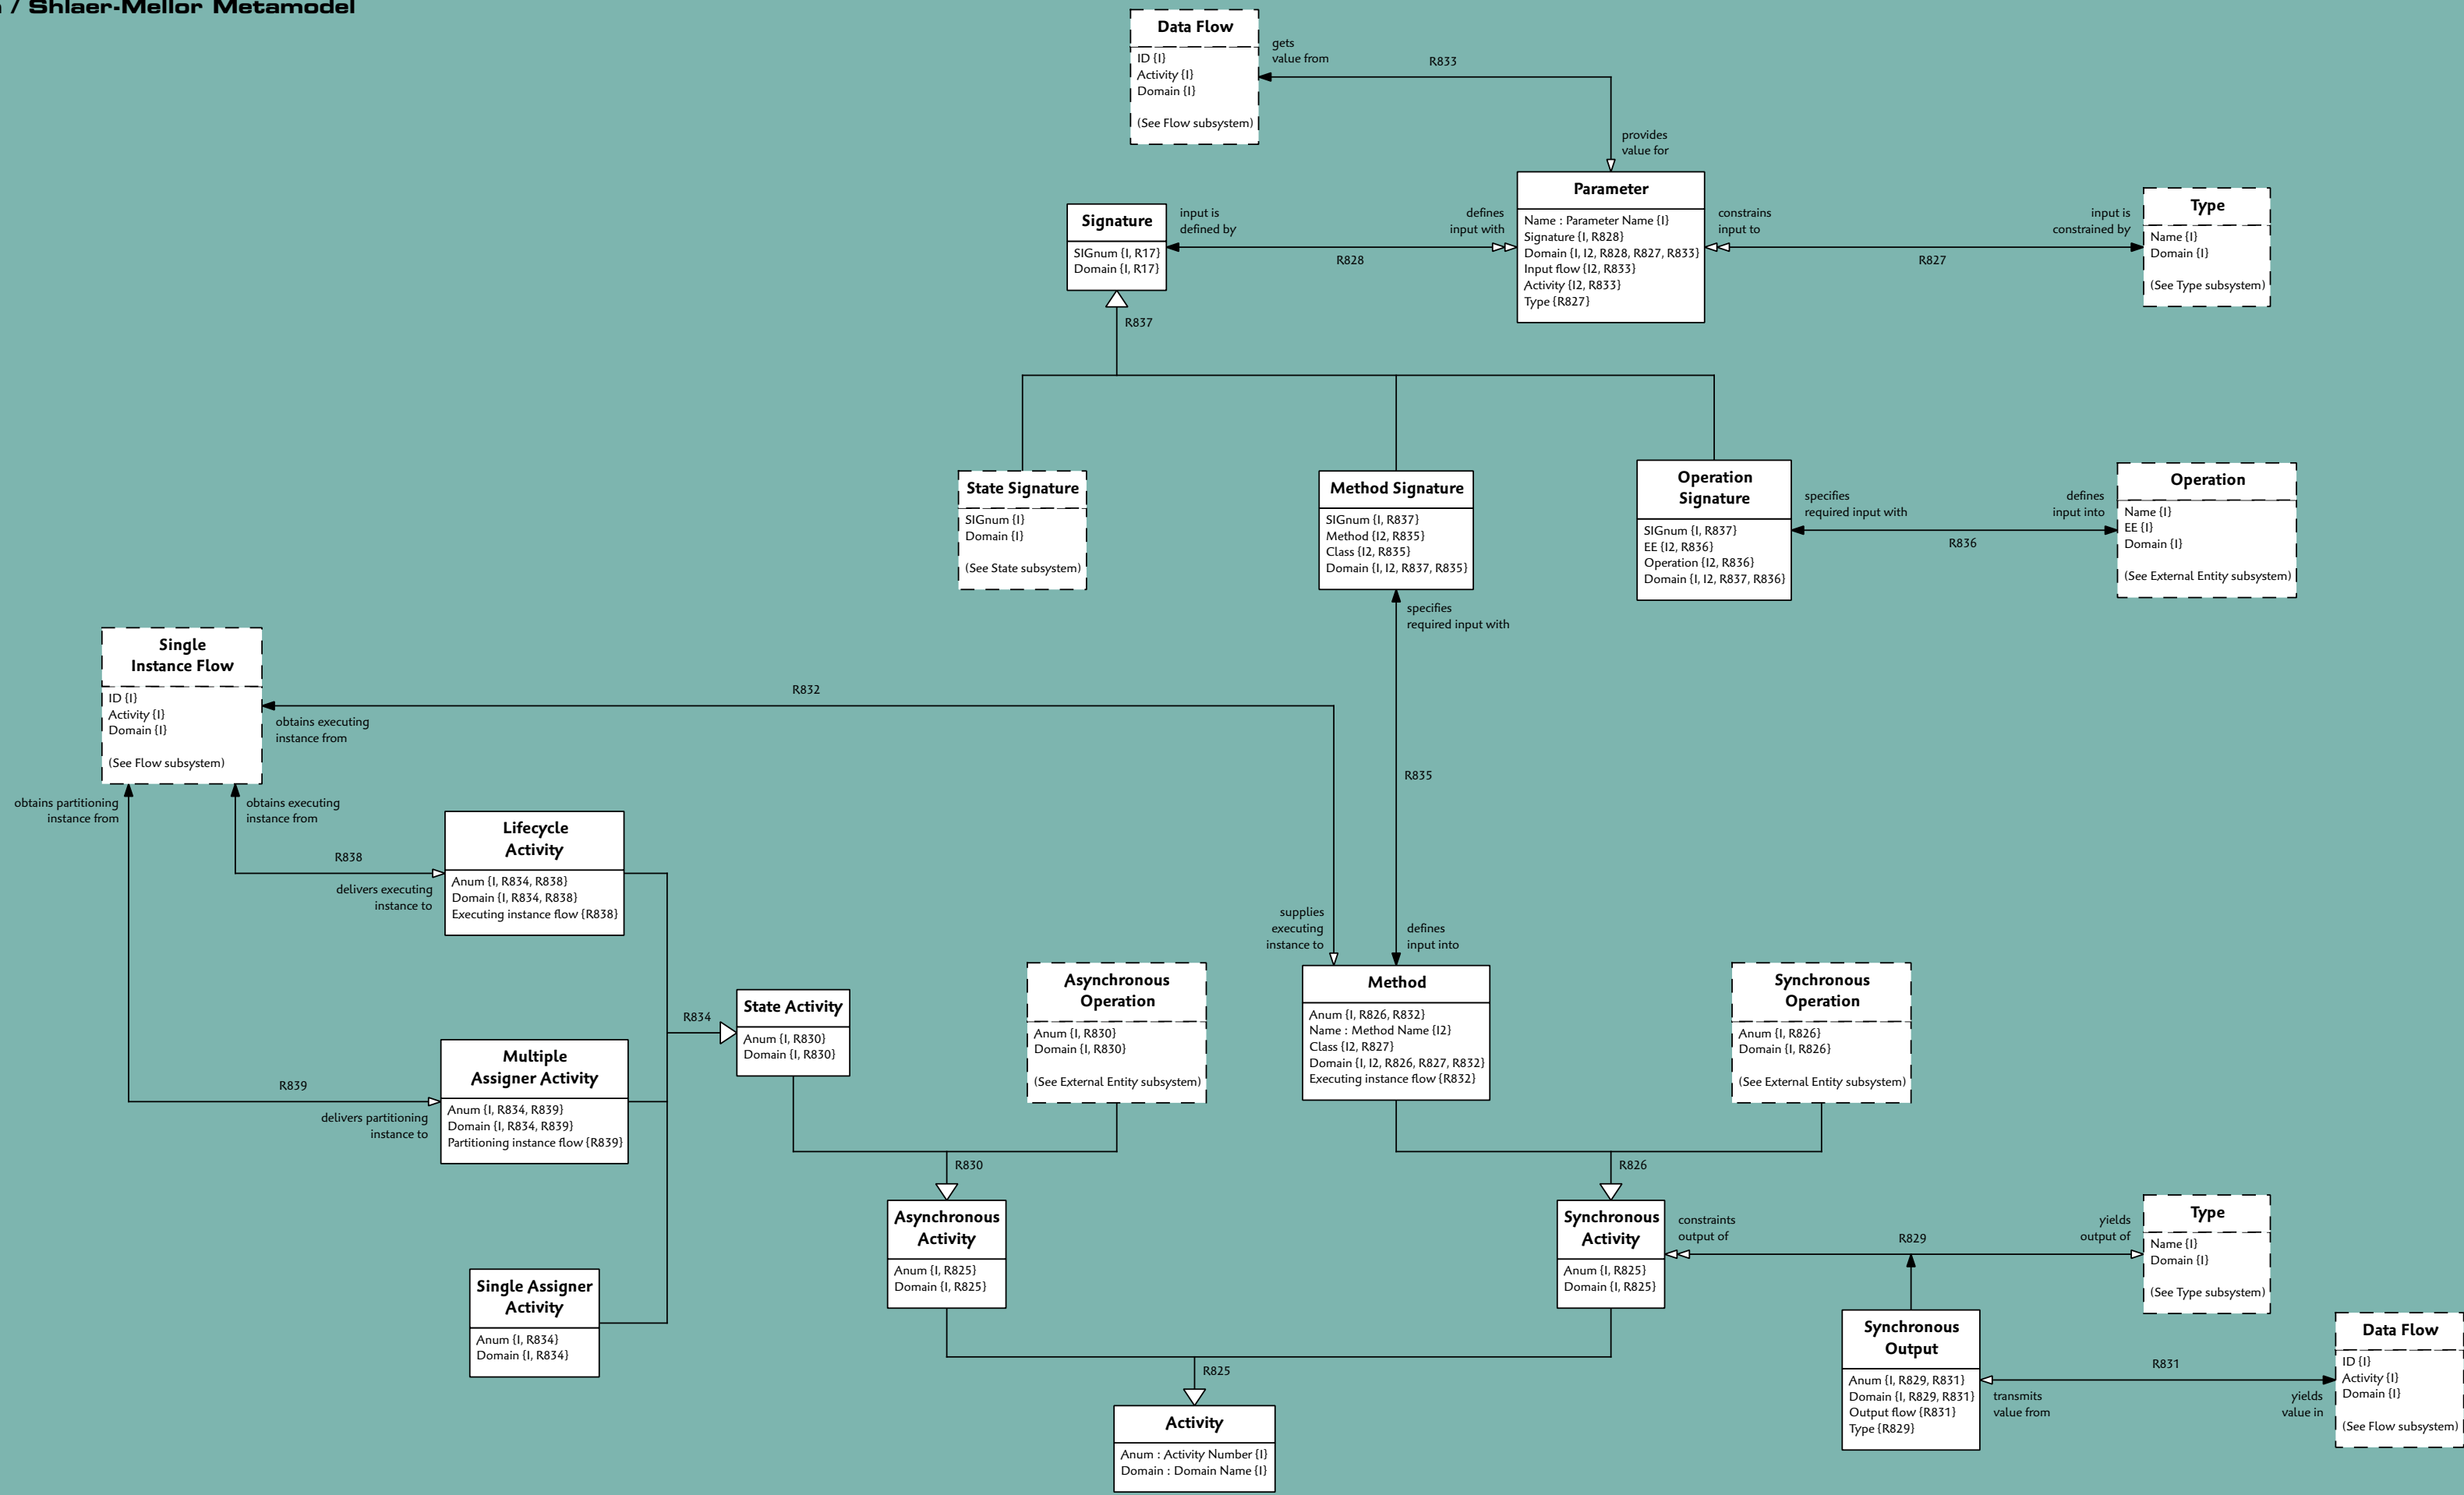 / Shlaer-Mellor Metamodel
Data Flow
ID {I}
Activity {I}
Domain {I}
(See Flow subsystem)
gets
value from
R833
provides
value for
Signature
SIGnum {I, R17}
Domain {I, R17}
input is
defined by
R828
defines
input with
Parameter
Name : Parameter Name {I}
Signature {I, R828}
Domain {I, I2, R828, R827, R833}
Input flow {I2, R833}
Activity {I2, R833}
Type {R827}
constrains
input to
R827
input is
constrained by
Type
Name {I}
Domain {I}
(See Type subsystem)
R837
State Signature
SIGnum {I}
Domain {I}
(See State subsystem)
Method Signature
SIGnum {I, R837}
Method {I2, R835}
Class {I2, R835}
Domain {I, I2, R837, R835}
Operation
Signature
SIGnum {I, R837}
EE {I2, R836}
Operation {I2, R836}
Domain {I, I2, R837, R836}
specifies
required input with
R836
defines
input into
Operation
Name {I}
EE {I}
Domain {I}
(See External Entity subsystem)
specifies
required input with
Single
Instance Flow
ID {I}
Activity {I}
Domain {I}
(See Flow subsystem)
R832
obtains executing
instance from
R835
obtains partitioning
instance from
obtains executing
instance from
R838
delivers executing
instance to
Lifecycle
Activity
Anum {I, R834, R838}
Domain {I, R834, R838}
Executing instance flow {R838}
supplies
executing
instance to
defines
input into
R834
State Activity
Anum {I, R830}
Domain {I, R830}
Asynchronous
Operation
Anum {I, R830}
Domain {I, R830}
(See External Entity subsystem)
Method
Anum {I, R826, R832}
Name : Method Name {I2}
Class {I2, R827}
Domain {I, I2, R826, R827, R832}
Executing instance flow {R832}
Synchronous
Operation
Anum {I, R826}
Domain {I, R826}
(See External Entity subsystem)
R839
delivers partitioning
instance to
Multiple
Assigner Activity
Anum {I, R834, R839}
Domain {I, R834, R839}
Partitioning instance flow {R839}
R830
R826
Asynchronous
Activity
Anum {I, R825}
Domain {I, R825}
Synchronous
Activity
Anum {I, R825}
Domain {I, R825}
constraints
output of
R829
yields
output of
Type
Name {I}
Domain {I}
(See Type subsystem)
Single Assigner
Activity
Anum {I, R834}
Domain {I, R834}
R825
Synchronous
Output
Anum {I, R829, R831}
Domain {I, R829, R831}
Output flow {R831}
Type {R829}
R831
transmits
value from
yields
value in
Data Flow
ID {I}
Activity {I}
Domain {I}
(See Flow subsystem)
Activity
Anum : Activity Number {I}
Domain : Domain Name {I}